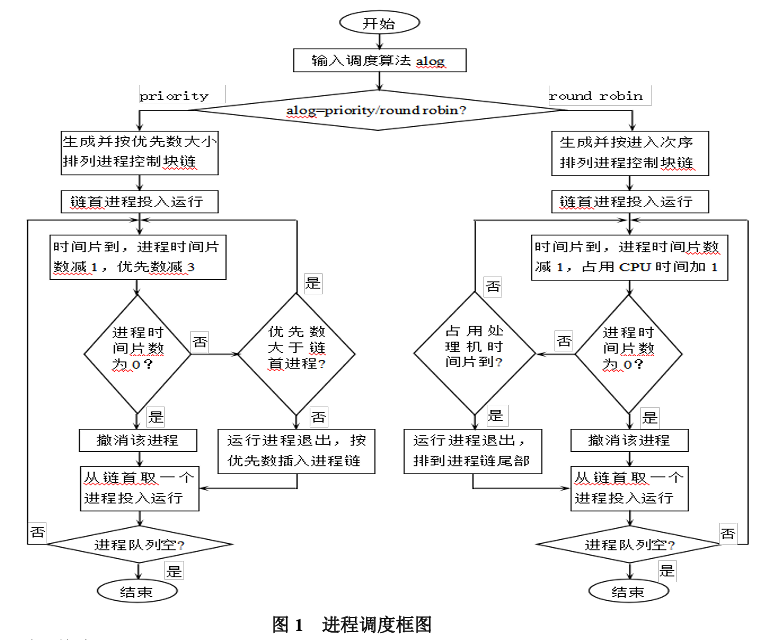 开始
输入调度算法 alog
priority
round robin
alog=priority/round robin?
生成并按优先数大小
排列进程控制块链
链首进程投入运行
时间片到，进程时间片
数减 1，优先数减 3
是
进程时
间片数
为 0?
否
优先数
大于链
首进程?
是
否
撤消该进程
运行进程退出，按
优先数插入进程链
从链首取一个
进程投入运行
否
进程队列空?
是
结束
生成并按进入次序
排列进程控制块链
链首进程投入运行
时间片到，进程时间片数
减 1，占用 CPU 时间加 1
否
占用处
理机时
间片到?
否
进程时
间片数
为 0?
是
是
运行进程退出，
排到进程链尾部
撤消该进程
从链首取一个
进程投入运行
否
进程队列空?
是
结束
图 1 进程调度框图